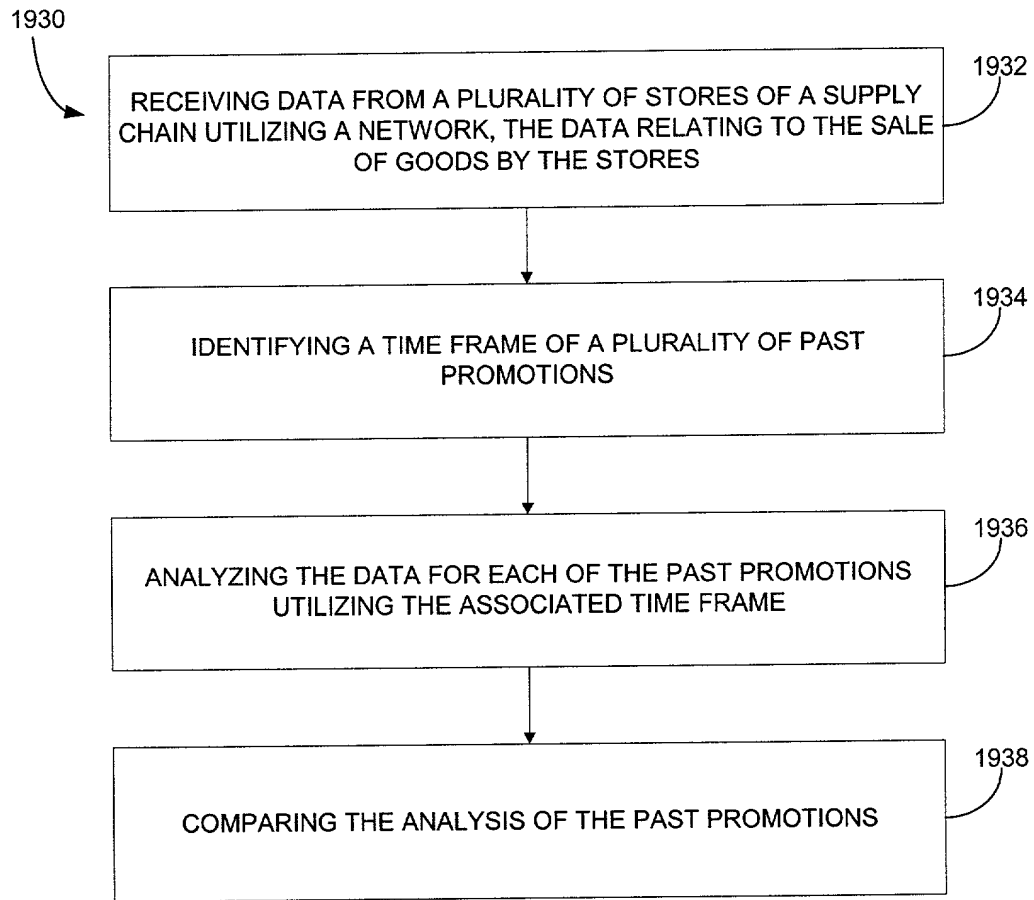 1930
1932
RECEIVING DATA FROM A PLURALITY OF STORES OF A SUPPLY
CHAIN UTILIZING A NETWORK, THE DATA RELATING TO THE SALE
OF GOODS BY THE STORES
1934
IDENTIFYING A TIME FRAME OF A PLURALITY OF PAST
PROMOTIONS
1936
ANALYZING THE DATA FOR EACH OF THE PAST PROMOTIONS
UTILIZING THE ASSOCIATED TIME FRAME
1938
COMPARING THE ANALYSIS OF THE PAST PROMOTIONS